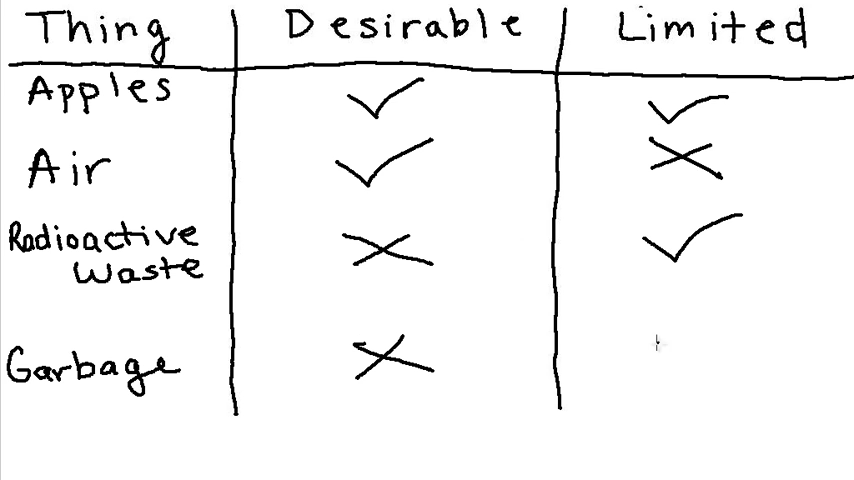 Thing Desirable Limited
Apples ✓ ✓
Air ✓ ✗
Radioactive ✗ ✓
Waste
Garbage ✗